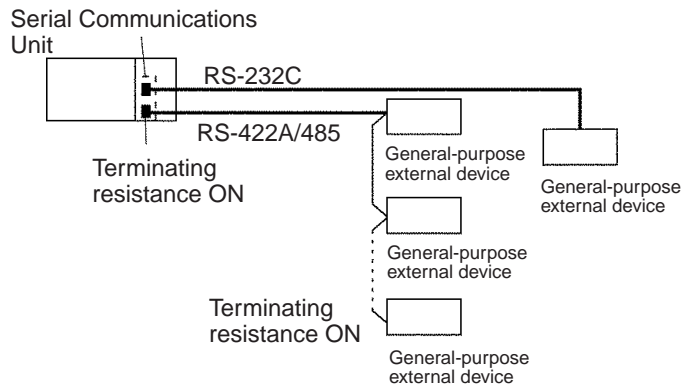 Serial Communications
Unit
RS-232C
RS-422A/485
Terminating
resistance ON
General-purpose
external device
General-purpose
external device
General-purpose
external device
Terminating
resistance ON
General-purpose
external device